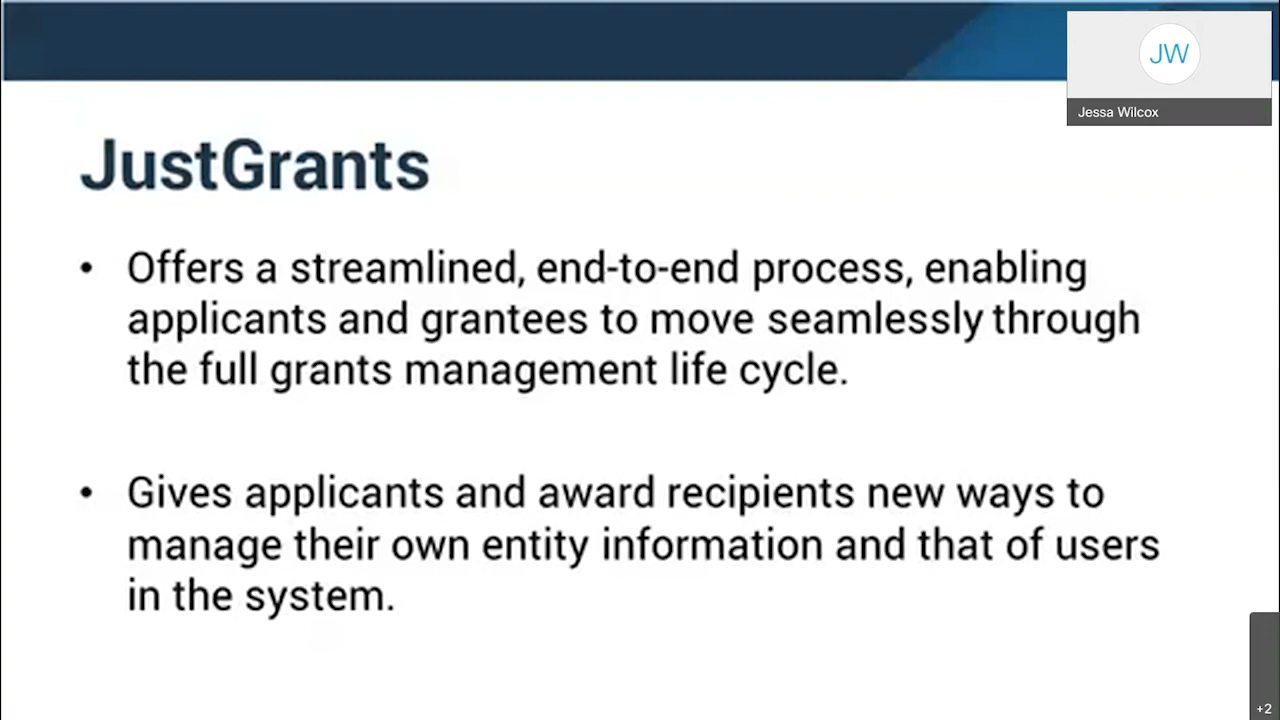 JW
Jessa Wilcox
JustGrants
• Offers a streamlined, end-to-end process, enabling
applicants and grantees to move seamlessly through
the full grants management life cycle.
• Gives applicants and award recipients new ways to
manage their own entity information and that of users
in the system.
+2